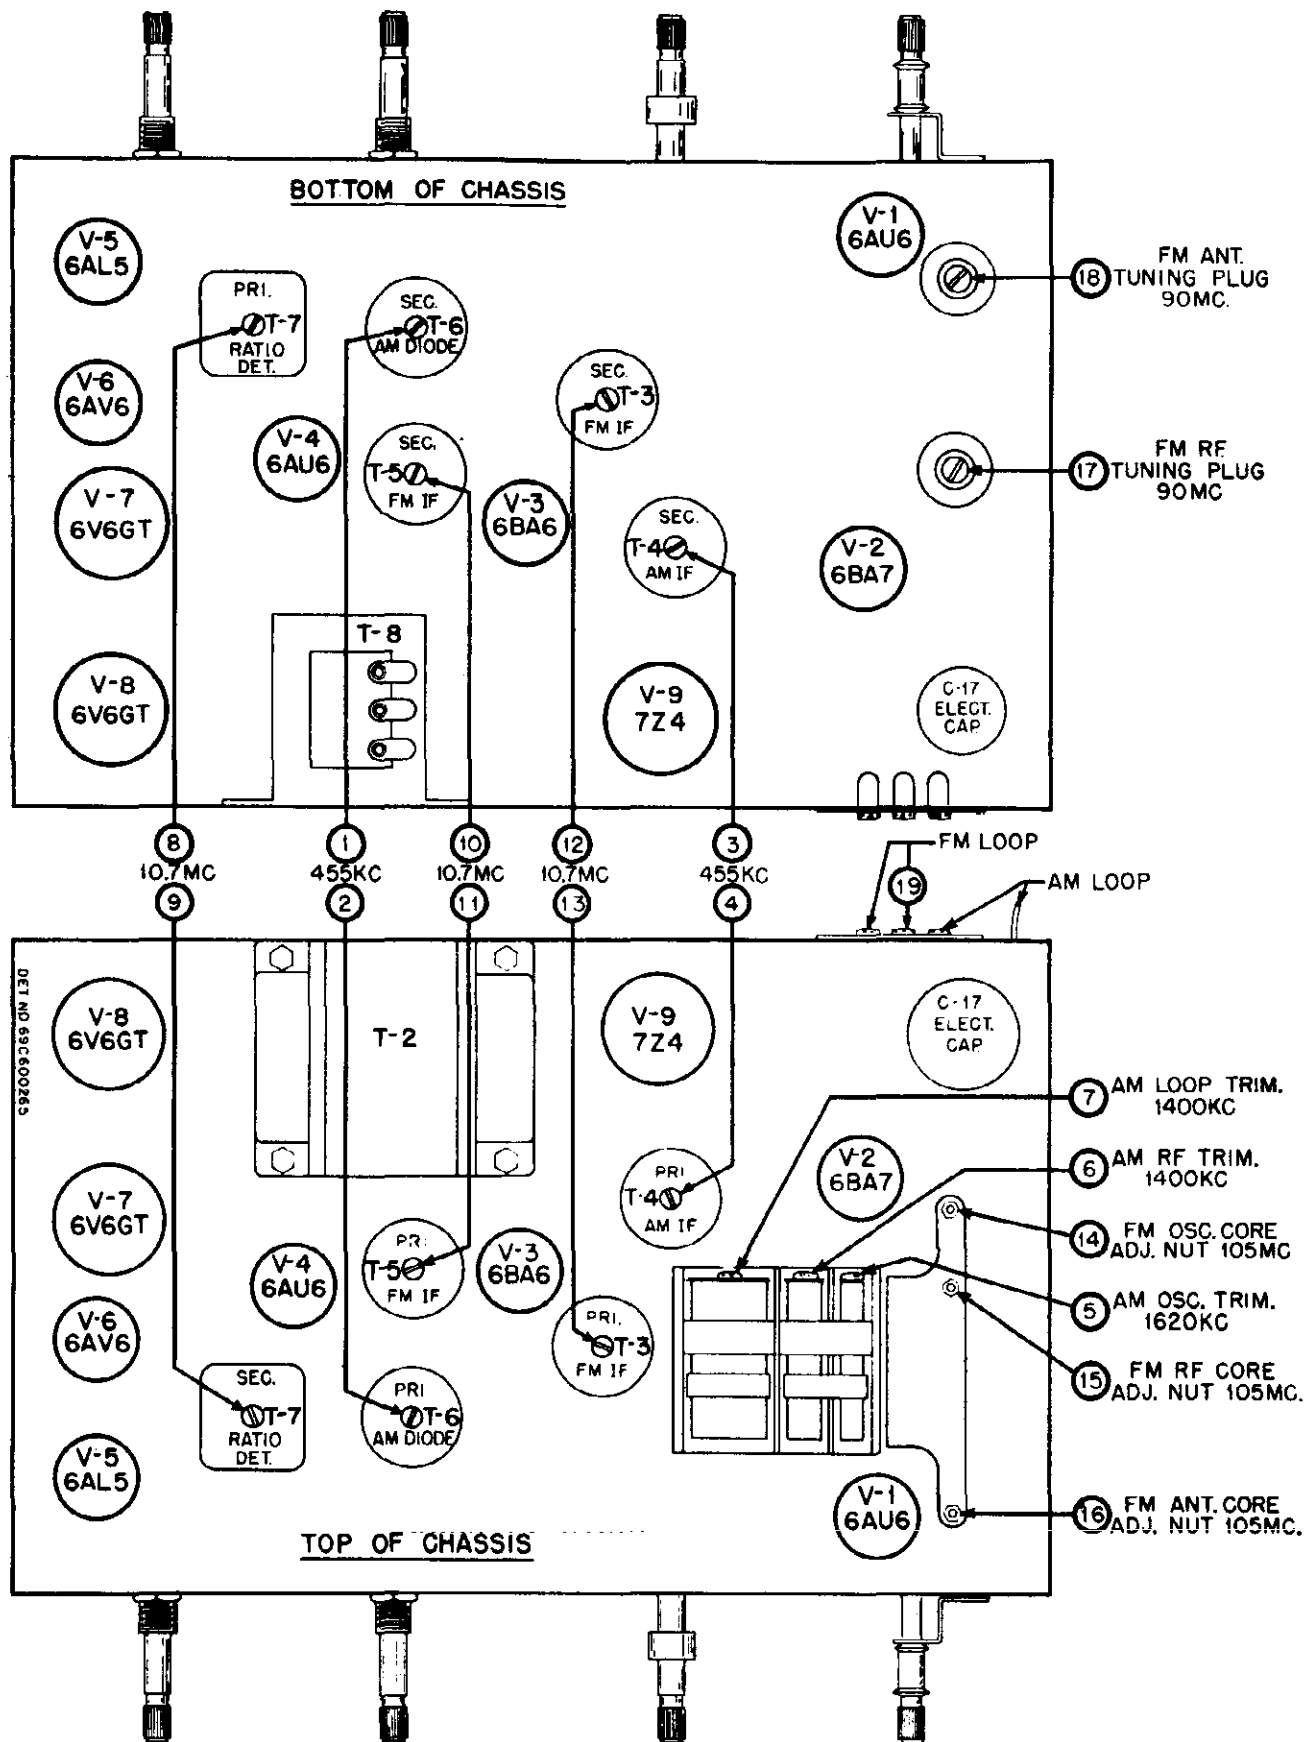 BOTTOM OF CHASSIS
V-5
6AL5
V-1
6AU6
PRI.
T-7
RATIO
DET.
SEC.
T-6
AM DIODE
18
FM ANT.
TUNING PLUG
90MC.
V-6
6AV6
V-4
6AU6
SEC.
T-3
FM IF
SEC.
T-5
FM IF
V-7
6V6GT
V-3
6BA6
SEC.
T-4
AM IF
17
FM RF
TUNING PLUG
90MC
V-2
6BA7
T-8
V-8
6V6GT
V-9
7Z4
C-17
ELECT.
CAP.
8
10.7MC
9
1
455KC
2
10
10.7MC
11
12
10.7MC
13
3
455KC
4
FM LOOP
19
AM LOOP
DET NO 69C600265
V-8
6V6GT
T-2
V-9
7Z4
C-17
ELECT.
CAP.
7
AM LOOP TRIM.
1400KC
V-2
6BA7
6
AM RF TRIM.
1400KC
PRI
T-4
AM IF
V-7
6V6GT
14
FM OSC. CORE
ADJ. NUT 105MC
V-4
6AU6
PRI
T-5
FM IF
V-3
6BA6
5
AM OSC. TRIM.
1620KC
V-6
6AV6
PRI.
T-3
FM IF
15
FM RF CORE
ADJ. NUT 105MC.
SEC.
T-7
RATIO
DET.
PRI
T-6
AM DIODE
V-5
6AL5
V-1
6AU6
16
FM ANT. CORE
ADJ. NUT 105MC.
TOP OF CHASSIS